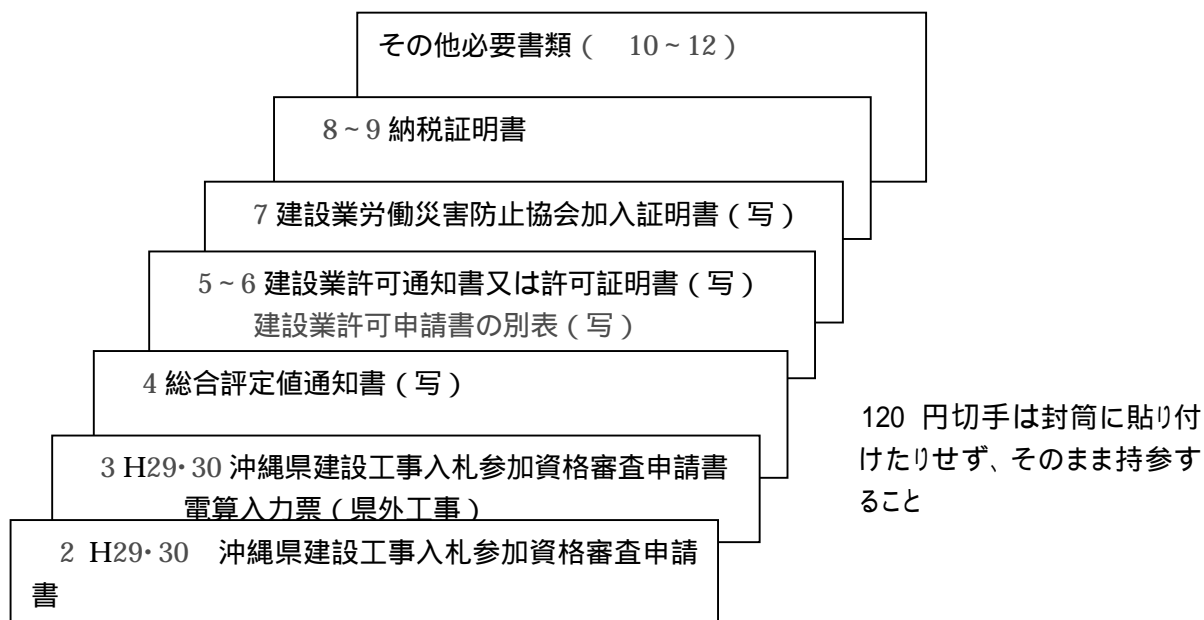 その他必要書類（　10～12）
8～9 納税証明書
7 建設業労働災害防止協会加入証明書（写）
5～6 建設業許可通知書又は許可証明書（写）
建設業許可申請書の別表（写）
4 総合評定値通知書（写）
3 H29・30 沖縄県建設工事入札参加資格審査申請書
電算入力票（県外工事）
2 H29・30　沖縄県建設工事入札参加資格審査申請
書
120 円切手は封筒に貼り付
けたりせず、そのまま持参す
ること